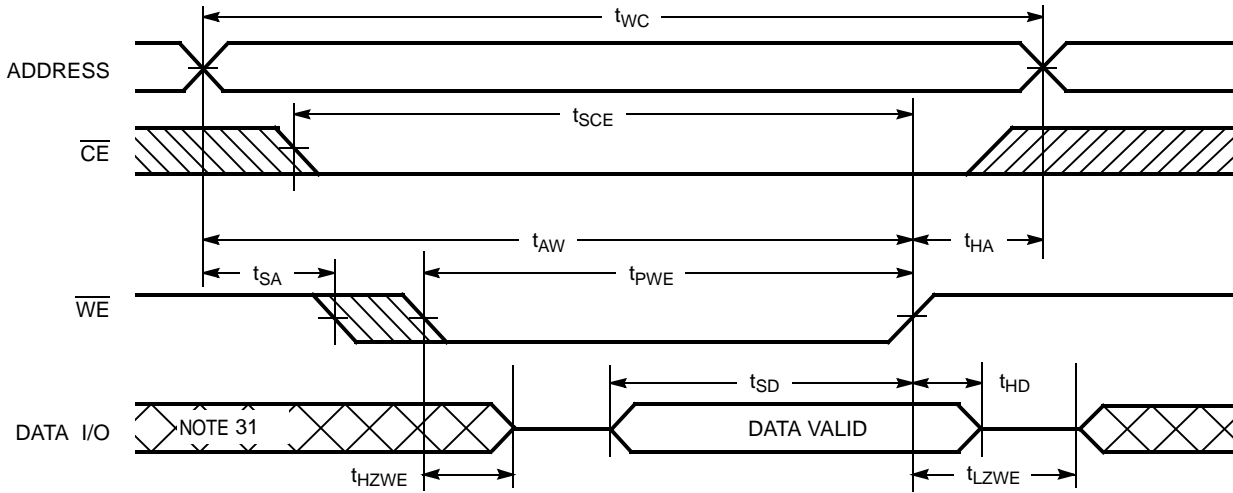 tWC
ADDRESS
tSCE
CE
tAW
tHA
tSA
tPWE
WE
tSD
tHD
DATA I/O
NOTE 31
DATA VALID
tHZWE
tLZWE